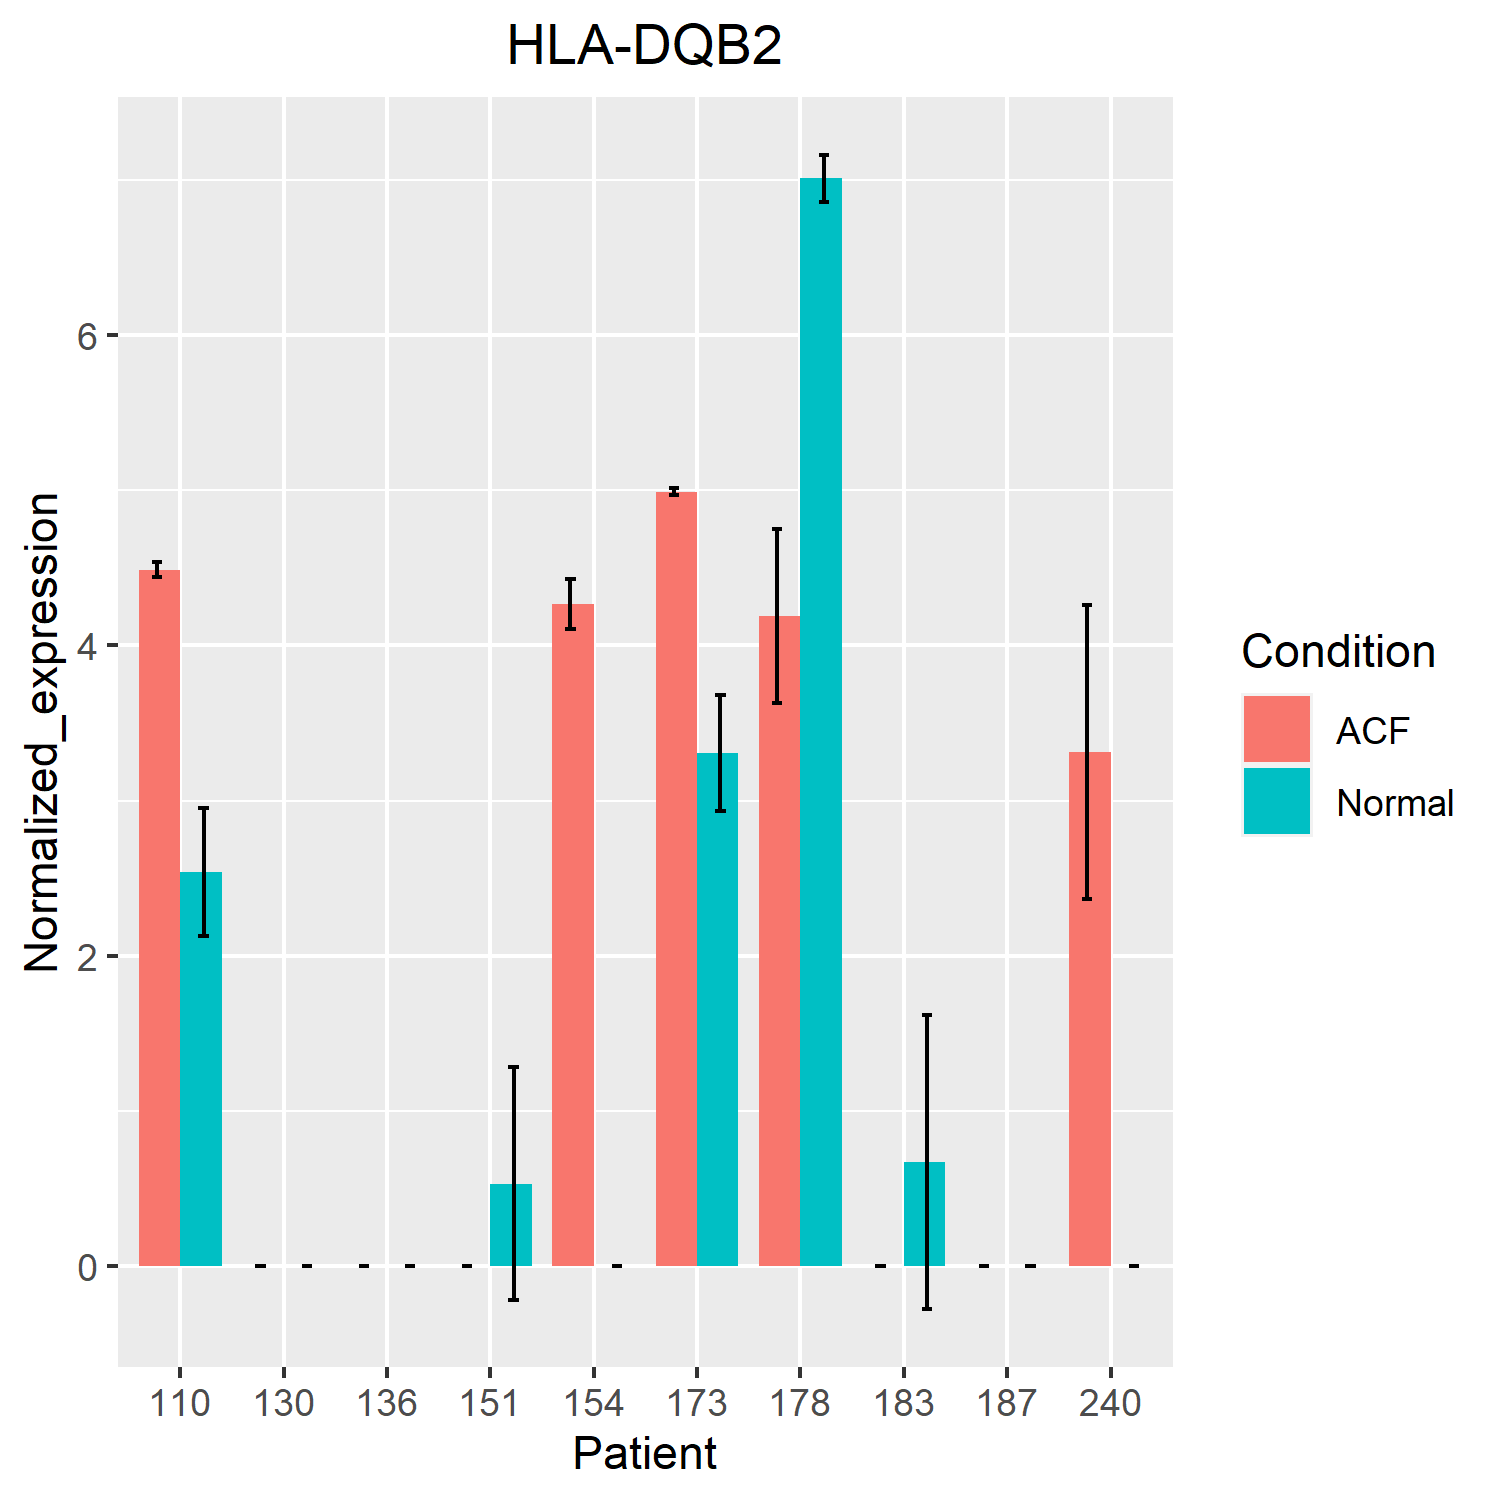 HLA-DQB2
Normalized_expression
6
4
2
0
110 130 136 151 154 173 178 183 187 240
Patient
Condition
ACF
Normal